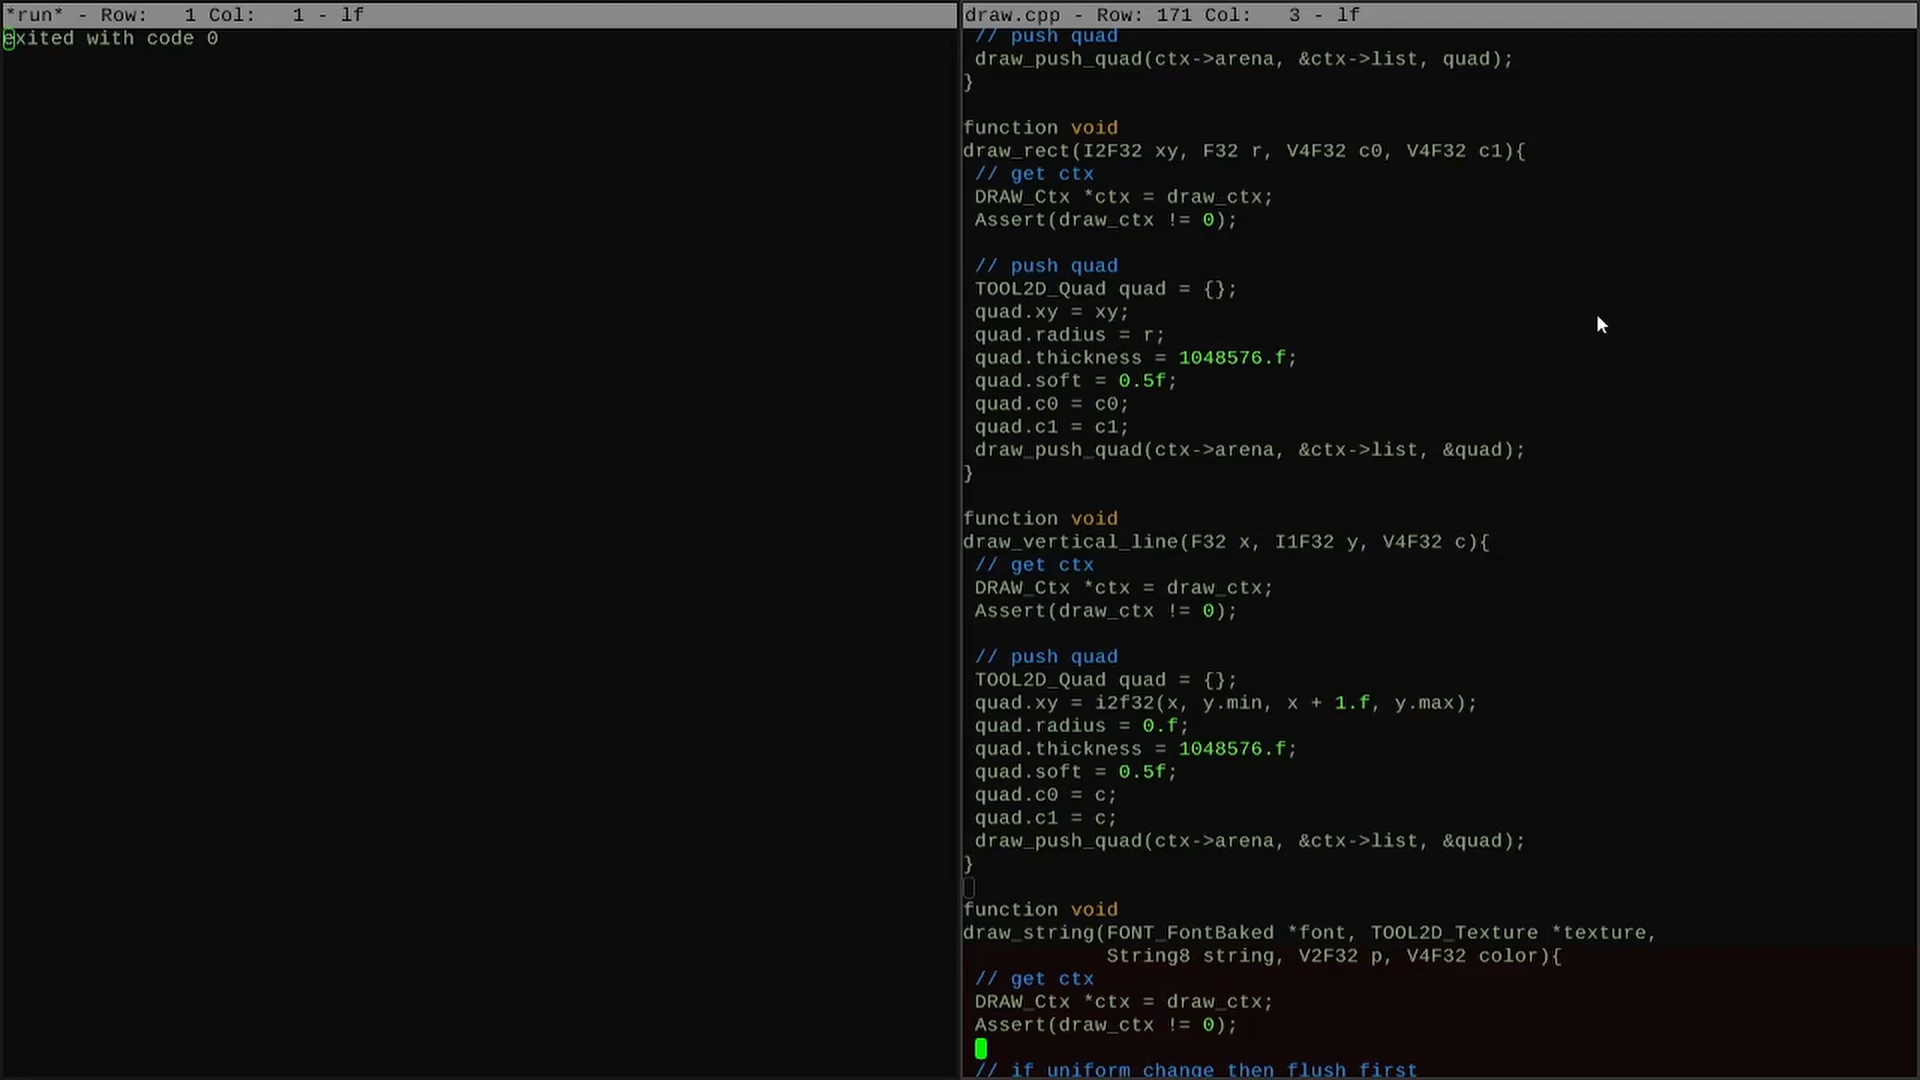 *run* - Row:   1 Col:   1 - lf
exited with code 0
draw.cpp - Row: 171 Col:   3 - lf
 // push quad
 draw_push_quad(ctx->arena, &ctx->list, quad);
}

function void
draw_rect(I2F32 xy, F32 r, V4F32 c0, V4F32 c1){
 // get ctx
 DRAW_Ctx *ctx = draw_ctx;
 Assert(draw_ctx != 0);

 // push quad
 TOOL2D_Quad quad = {};
 quad.xy = xy;
 quad.radius = r;
 quad.thickness = 1048576.f;
 quad.soft = 0.5f;
 quad.c0 = c0;
 quad.c1 = c1;
 draw_push_quad(ctx->arena, &ctx->list, &quad);
}

function void
draw_vertical_line(F32 x, I1F32 y, V4F32 c){
 // get ctx
 DRAW_Ctx *ctx = draw_ctx;
 Assert(draw_ctx != 0);

 // push quad
 TOOL2D_Quad quad = {};
 quad.xy = i2f32(x, y.min, x + 1.f, y.max);
 quad.radius = 0.f;
 quad.thickness = 1048576.f;
 quad.soft = 0.5f;
 quad.c0 = c;
 quad.c1 = c;
 draw_push_quad(ctx->arena, &ctx->list, &quad);
}

function void
draw_string(FONT_FontBaked *font, TOOL2D_Texture *texture,
            String8 string, V2F32 p, V4F32 color){
 // get ctx
 DRAW_Ctx *ctx = draw_ctx;
 Assert(draw_ctx != 0);

 // if uniform change then flush first